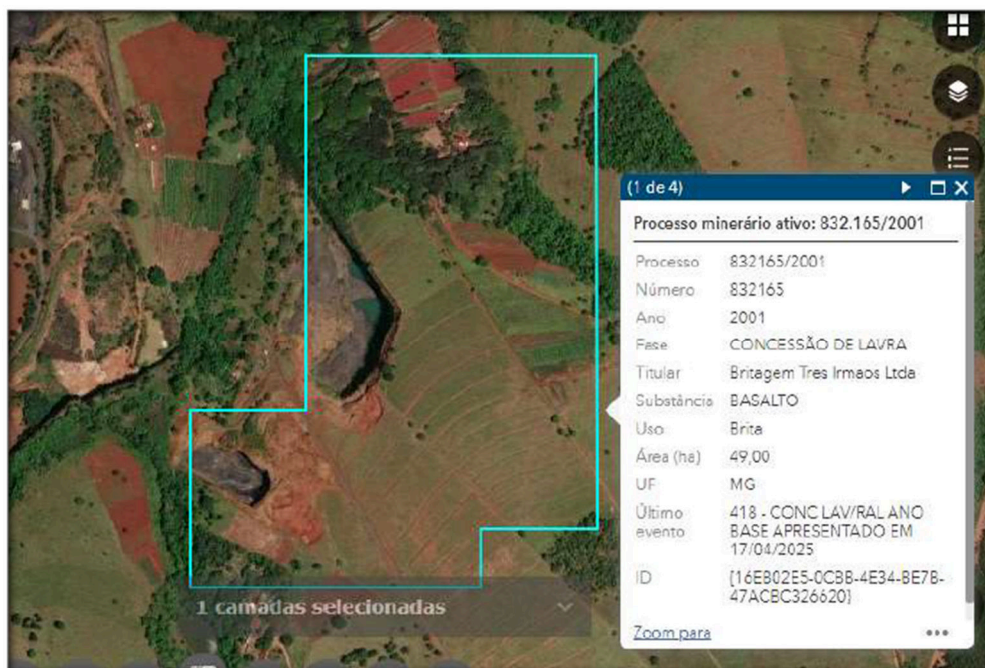 (1 de 4)
Processo minerário ativo: 832.165/2001
Processo 832165/2001
Número 832165
Ano 2001
Fase CONCESSÃO DE LAVRA
Titular Britagem Tres Irmaos Ltda
Substância BASALTO
Uso Brita
Área (ha) 49,00
UF MG
Último evento 418 - CONC LAV/RAL ANO
BASE APRESENTADO EM
17/04/2025
ID {16EB02E5-0CBB-4E34-BE7B-
47ACBC326620}
Zoom para
1 camadas selecionadas